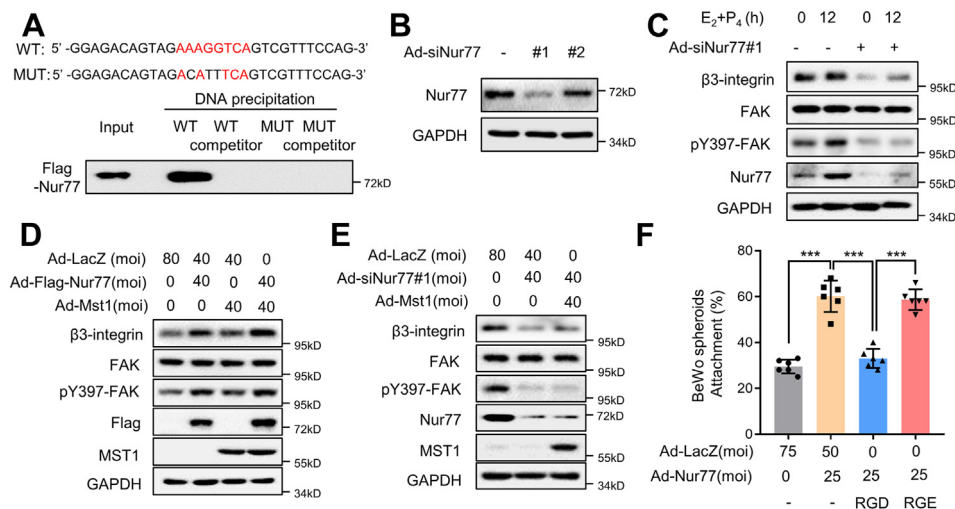 A
WT: 5' -GGAGACAGTAGAAAGGTCAGTCGTTTCCAG-3'
MUT: 5' -GGAGACAGTAGACATTTCAGTCGTTTCCAG-3'
DNA precipitation
Input WT WT MUT MUT
competitor competitor
Flag
-Nur77
72kD
B
Ad-siNur77 - #1 #2
Nur77 72kD
GAPDH 34kD
C
E2+P4 (h) 0 12 0 12
Ad-siNur77#1 - - + +
β3-integrin 95kD
FAK 95kD
pY397-FAK 95kD
Nur77 55kD
GAPDH 34kD
D
Ad-LacZ (moi) 80 40 40 0
Ad-Flag-Nur77(moi) 0 40 0 40
Ad-Mst1(moi) 0 0 40 40
β3-integrin 95kD
FAK 95kD
pY397-FAK 95kD
Flag 72kD
MST1 55kD
GAPDH 34kD
E
Ad-LacZ (moi) 80 40 0
Ad-siNur77#1(moi) 0 40 40
Ad-Mst1(moi) 0 0 40
β3-integrin 95kD
FAK 95kD
pY397-FAK 95kD
Nur77 72kD
MST1 55kD
GAPDH 34kD
F
*** *** ***
BeWo spheroids
Attachment (%)
80
60
40
20
0
Ad-LacZ(moi) 75 50 0 0
Ad-Nur77(moi) 0 25 25 25
- - RGD RGE